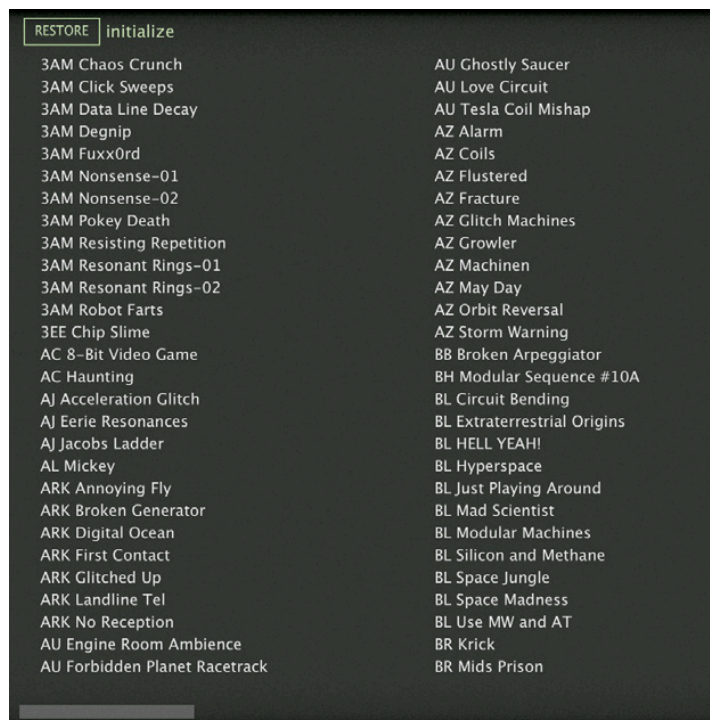 RESTORE initialize
3AM Chaos Crunch
3AM Click Sweeps
3AM Data Line Decay
3AM Degnip
3AM Fuxx0rd
3AM Nonsense-01
3AM Nonsense-02
3AM Pokey Death
3AM Resisting Repetition
3AM Resonant Rings-01
3AM Resonant Rings-02
3AM Robot Farts
3EE Chip Slime
AC 8-Bit Video Game
AC Haunting
AJ Acceleration Glitch
AJ Eerie Resonances
AJ Jacobs Ladder
AL Mickey
ARK Annoying Fly
ARK Broken Generator
ARK Digital Ocean
ARK First Contact
ARK Glitched Up
ARK Landline Tel
ARK No Reception
AU Engine Room Ambience
AU Forbidden Planet Racetrack
AU Ghostly Saucer
AU Love Circuit
AU Tesla Coil Mishap
AZ Alarm
AZ Coils
AZ Flustered
AZ Fracture
AZ Glitch Machines
AZ Growler
AZ Machinen
AZ May Day
AZ Orbit Reversal
AZ Storm Warning
BB Broken Arpeggiator
BH Modular Sequence #10A
BL Circuit Bending
BL Extraterrestrial Origins
BL HELL YEAH!
BL Hyperspace
BL Just Playing Around
BL Mad Scientist
BL Modular Machines
BL Silicon and Methane
BL Space Jungle
BL Space Madness
BL Use MW and AT
BR Krick
BR Mids Prison